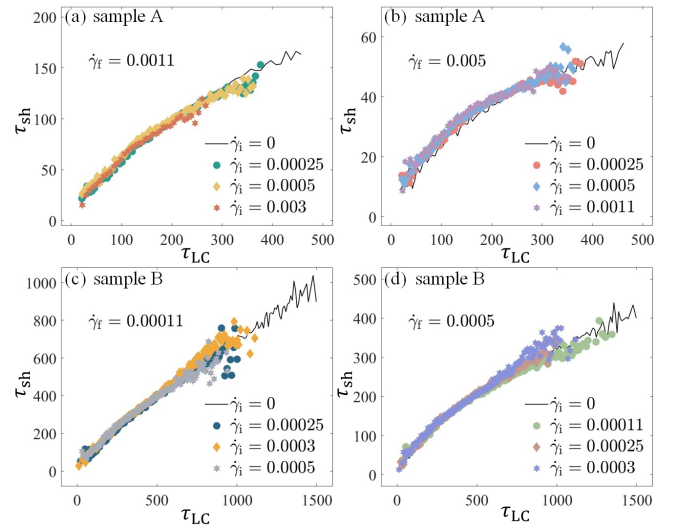 (a) sample A
γ̇f = 0.0011
τsh
200
150
100
50
0
0 100 200 300 400 500
τLC
γ̇i = 0
γ̇i = 0.00025
γ̇i = 0.0005
γ̇i = 0.003
(b) sample A
γ̇f = 0.005
τsh
60
40
20
0
0 100 200 300 400 500
τLC
γ̇i = 0
γ̇i = 0.00025
γ̇i = 0.0005
γ̇i = 0.0011
(c) sample B
γ̇f = 0.00011
τsh
1000
800
600
400
200
0
0 500 1000 1500
τLC
γ̇i = 0
γ̇i = 0.00025
γ̇i = 0.0003
γ̇i = 0.0005
(d) sample B
γ̇f = 0.0005
τsh
500
400
300
200
100
0
0 500 1000 1500
τLC
γ̇i = 0
γ̇i = 0.00011
γ̇i = 0.00025
γ̇i = 0.0003